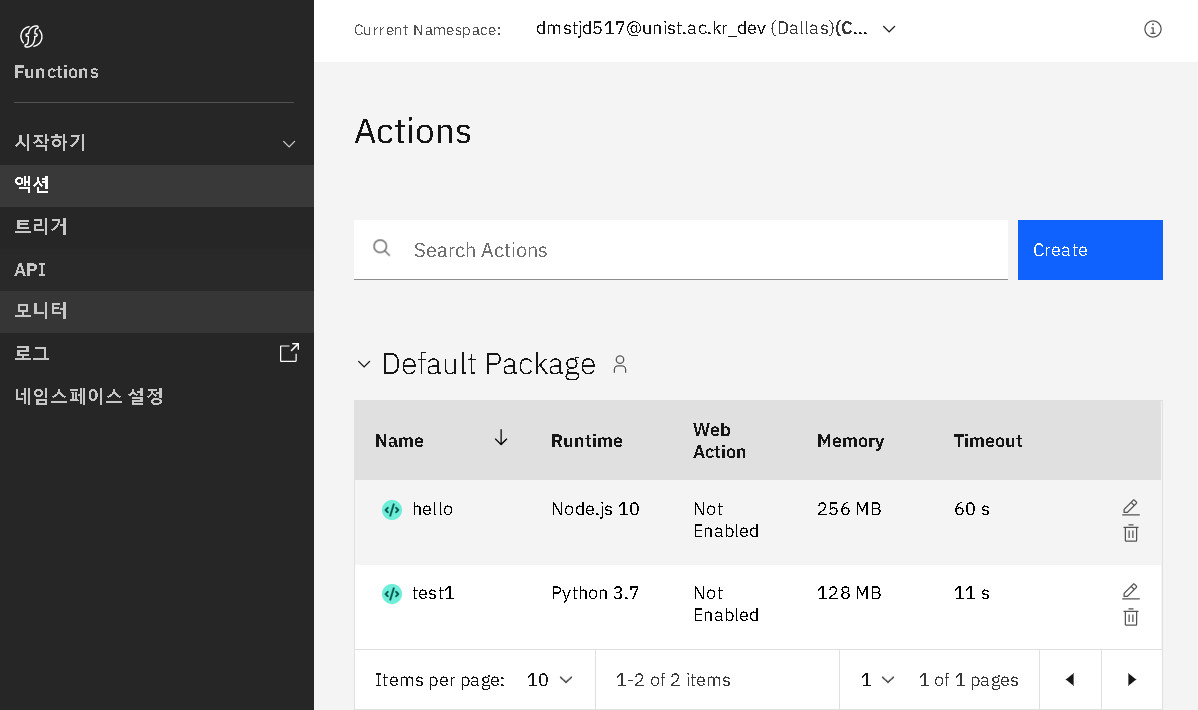 Functions
시작하기
액션
트리거
API
모니터
로그
네임스페이스 설정
Current Namespace: dmstjd517@unist.ac.kr_dev (Dallas)(C...
Actions
Search Actions
Create
Default Package
Name Runtime Web Action Memory Timeout
hello Node.js 10 Not Enabled 256 MB 60 s
test1 Python 3.7 Not Enabled 128 MB 11 s
Items per page: 10 1-2 of 2 items 1 1 of 1 pages